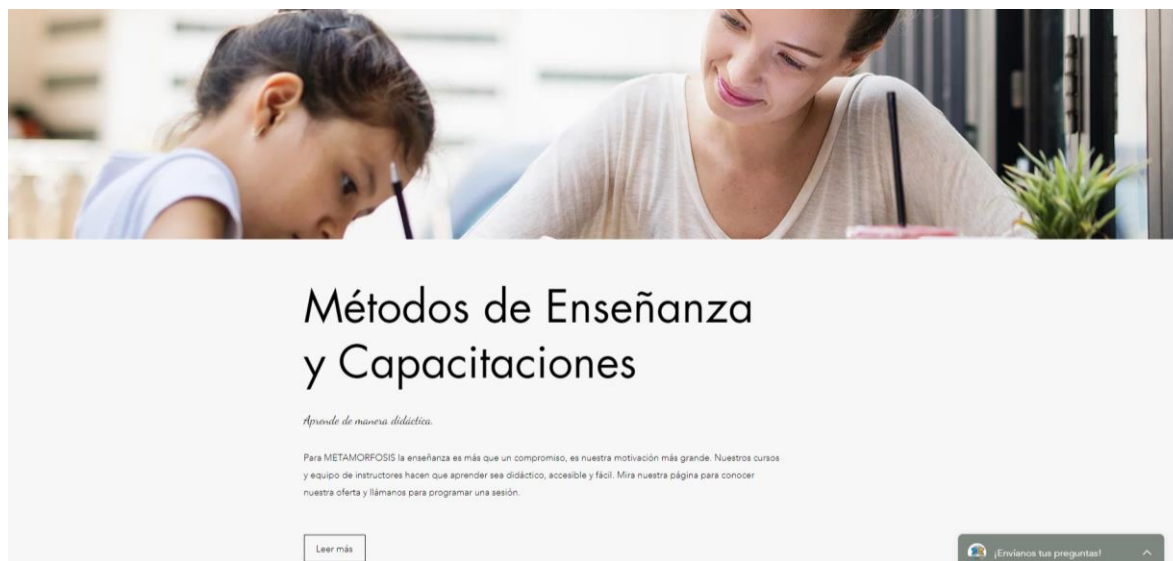 Métodos de Enseñanza
y Capacitaciones
Aprende de manera didáctica.
Para METAMORFOSIS la enseñanza es más que un compromiso, es nuestra motivación más grande. Nuestros cursos
y equipo de instructores hacen que aprender sea didáctico, accesible y fácil. Mira nuestra página para conocer
nuestra oferta y llámanos para programar una sesión.
Leer más
¡Envíanos tus preguntas!